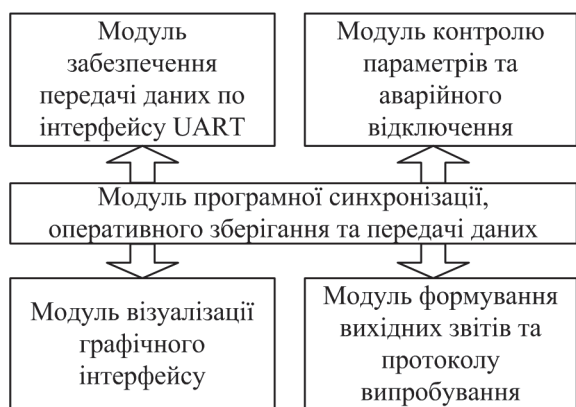 Модуль
забезпечення
передачі даних по
інтерфейсу UART
Модуль контролю
параметрів та
аварійного
відключення
Модуль програмної синхронізації,
оперативного зберігання та передачі даних
Модуль візуалізації
графічного
інтерфейсу
Модуль формування
вихідних звітів та
протоколу
випробування